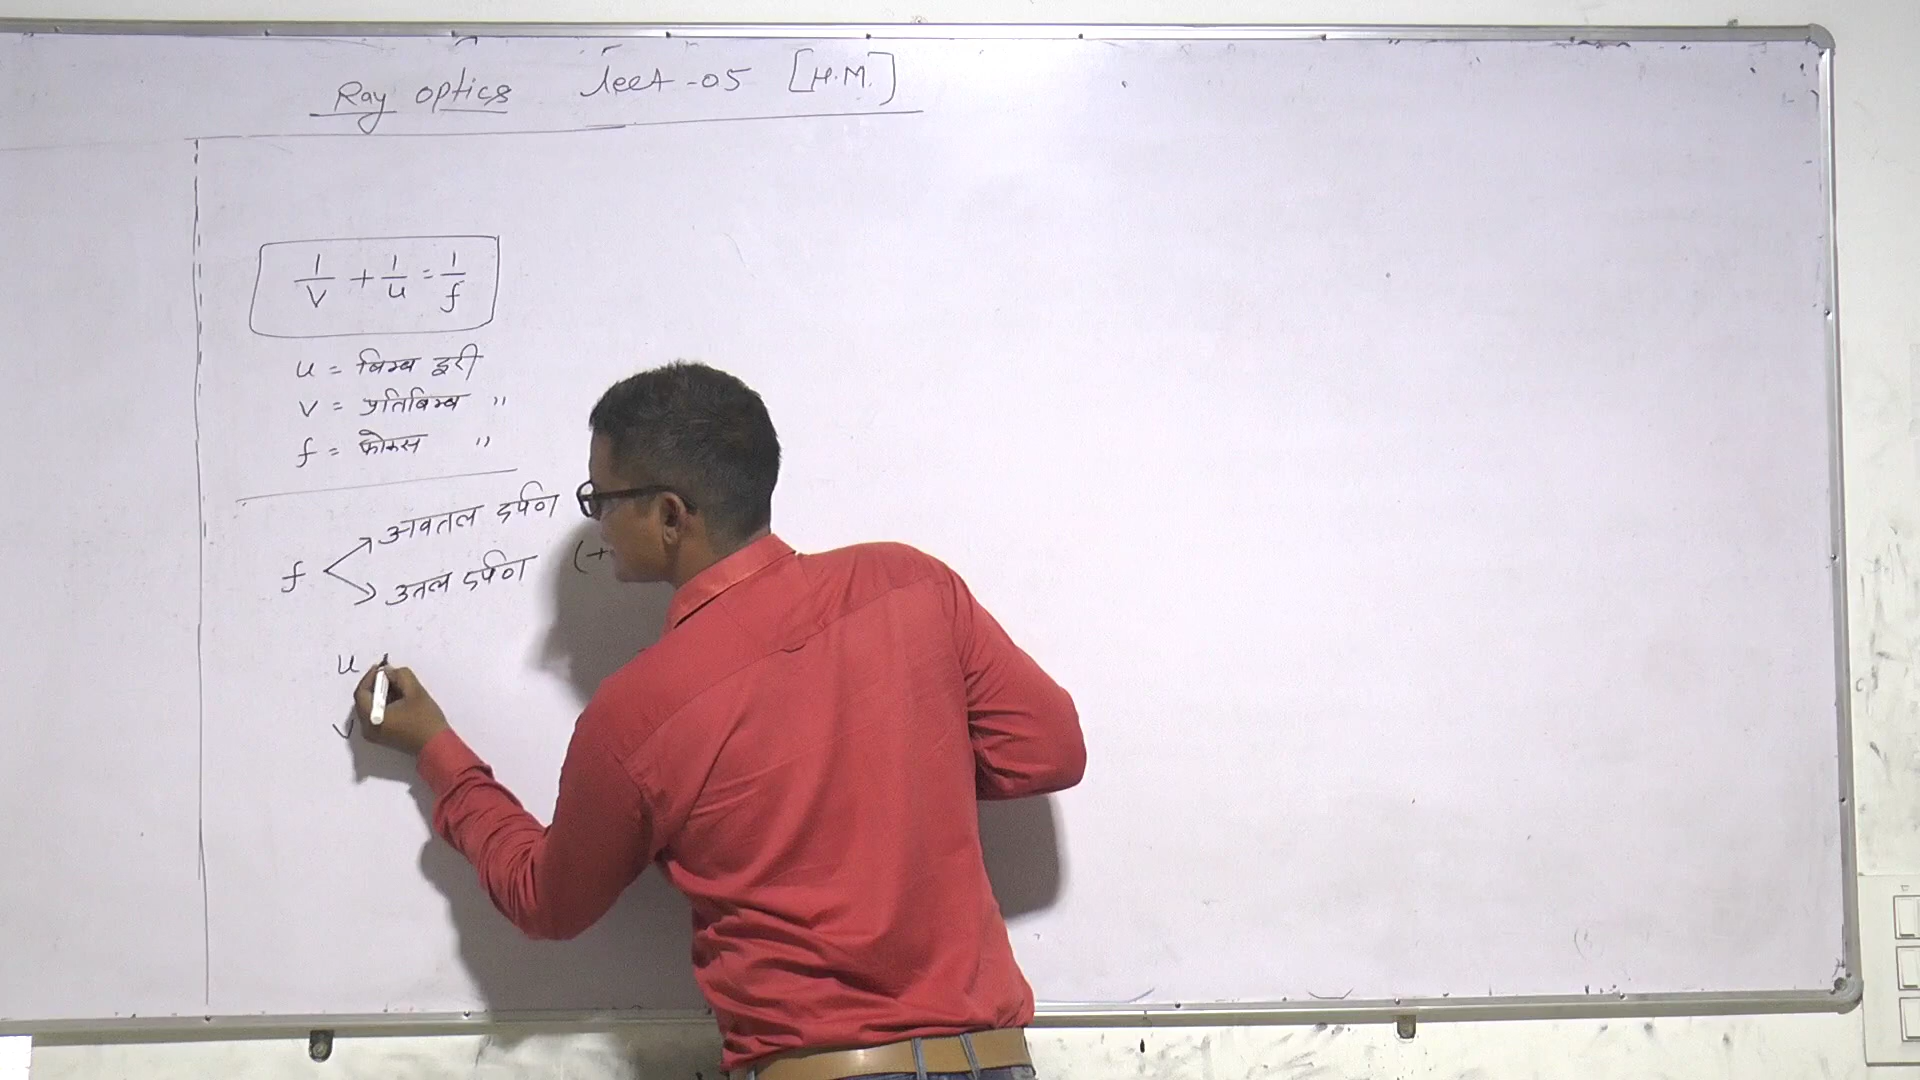 Ray optics Lect-05 [H.M.]
1/v + 1/u = 1/f
u = बिम्ब दूरी
v = प्रतिबिम्ब "
f = फोकस "
अवतल दर्पण
f
उत्तल दर्पण (+
u
v